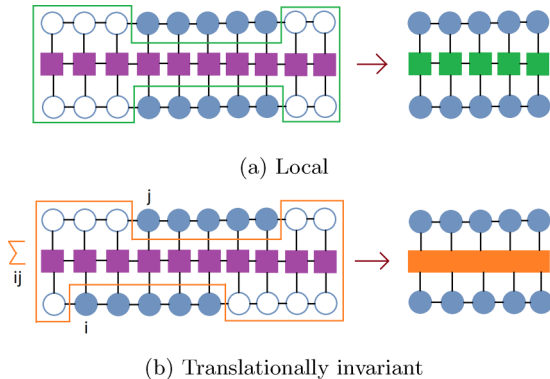 (a) Local
j
∑
ij
i
(b) Translationally invariant